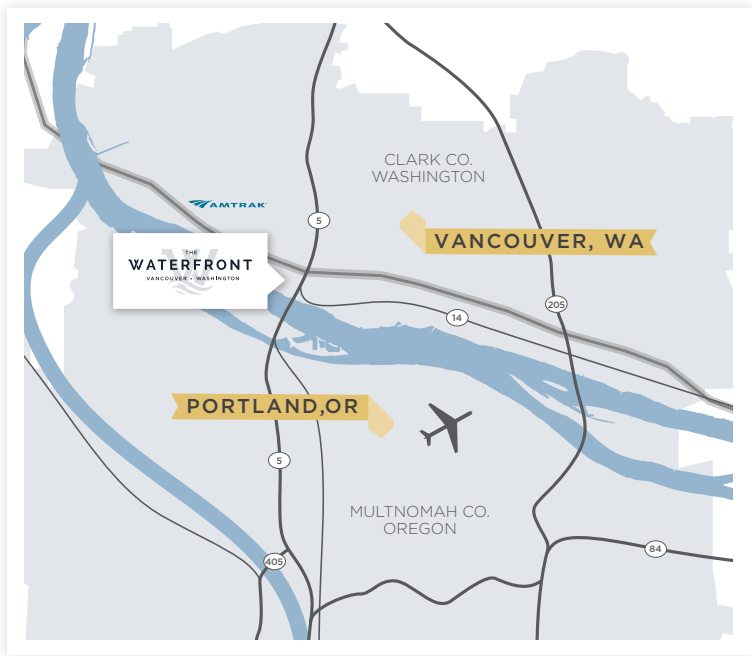 CLARK CO.
WASHINGTON
AMTRAK
5
VANCOUVER, WA
THE
WATERFRONT
VANCOUVER • WASHINGTON
205
14
PORTLAND,OR
5
MULTNOMAH CO.
OREGON
84
405